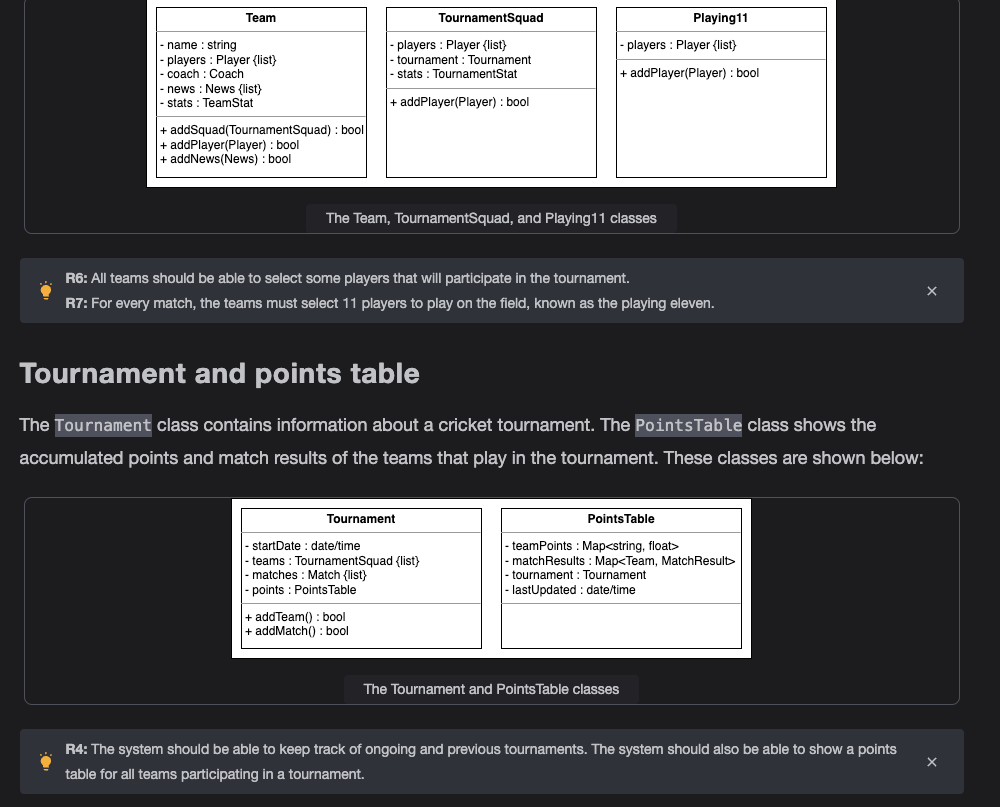 Team
- name : string
- players : Player {list}
- coach : Coach
- news : News {list}
- stats : TeamStat
+ addSquad(TournamentSquad) : bool
+ addPlayer(Player) : bool
+ addNews(News) : bool
TournamentSquad
- players : Player {list}
- tournament : Tournament
- stats : TournamentStat
+ addPlayer(Player) : bool
Playing11
- players : Player {list}
+ addPlayer(Player) : bool
The Team, TournamentSquad, and Playing11 classes
R6: All teams should be able to select some players that will participate in the tournament.
R7: For every match, the teams must select 11 players to play on the field, known as the playing eleven.
Tournament and points table
The Tournament class contains information about a cricket tournament. The PointsTable class shows the
accumulated points and match results of the teams that play in the tournament. These classes are shown below:
Tournament
- startDate : date/time
- teams : TournamentSquad {list}
- matches : Match {list}
- points : PointsTable
+ addTeam() : bool
+ addMatch() : bool
PointsTable
- teamPoints : Map<string, float>
- matchResults : Map<Team, MatchResult>
- tournament : Tournament
- lastUpdated : date/time
The Tournament and PointsTable classes
R4: The system should be able to keep track of ongoing and previous tournaments. The system should also be able to show a points
table for all teams participating in a tournament.